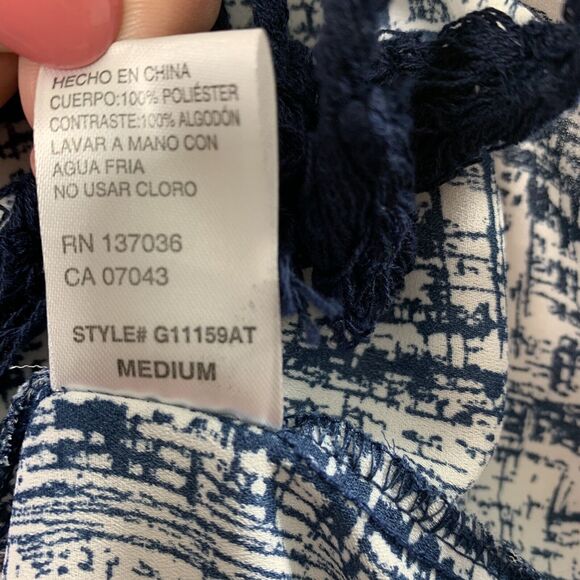 HECHO EN CHINA
CUERPO:100% POLIÉSTER
CONTRASTE:100% ALGODÓN
LAVAR A MANO CON
AGUA FRIA
NO USAR CLORO
RN 137036
CA 07043
STYLE# G11159AT
MEDIUM